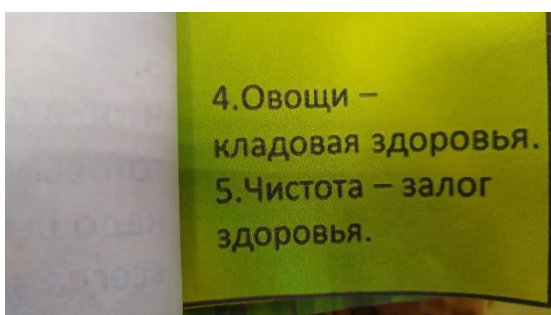 4.Овощи –
кладовая здоровья.
5.Чистота – залог
здоровья.